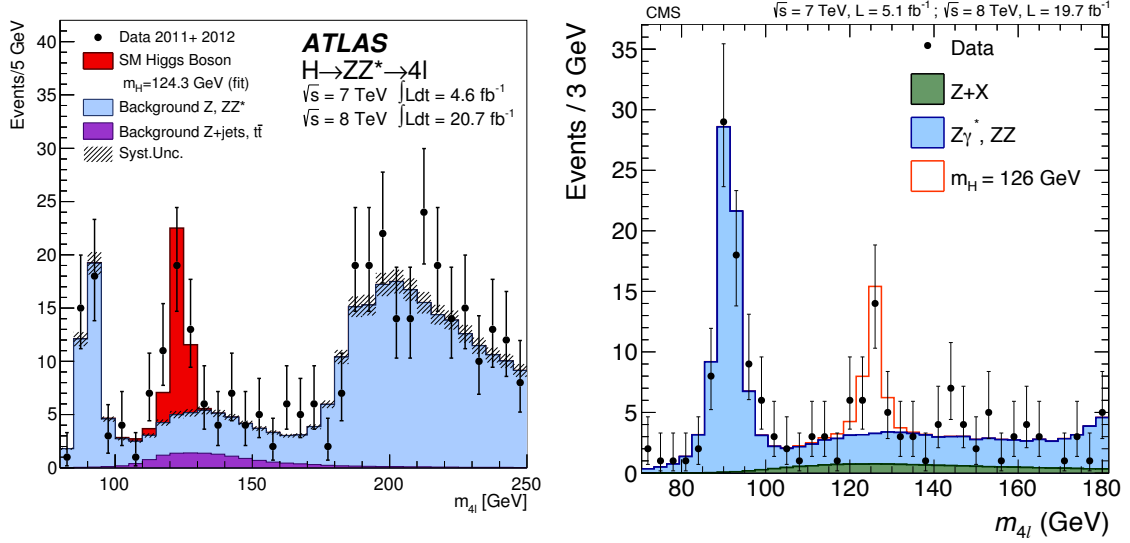 Events/5 GeV
40
35
30
25
20
15
10
5
0
Data 2011+ 2012
SM Higgs Boson
m_H=124.3 GeV (fit)
Background Z, ZZ*
Background Z+jets, tt̄
Syst.Unc.
ATLAS
H→ZZ*→4l
√s = 7 TeV ∫Ldt = 4.6 fb⁻¹
√s = 8 TeV ∫Ldt = 20.7 fb⁻¹
100 150 200 250
m_4l [GeV]
CMS √s = 7 TeV, L = 5.1 fb⁻¹ ; √s = 8 TeV, L = 19.7 fb⁻¹
Events / 3 GeV
35
30
25
20
15
10
5
0
Data
Z+X
Zγ*, ZZ
m_H = 126 GeV
80 100 120 140 160 180
m_4l (GeV)